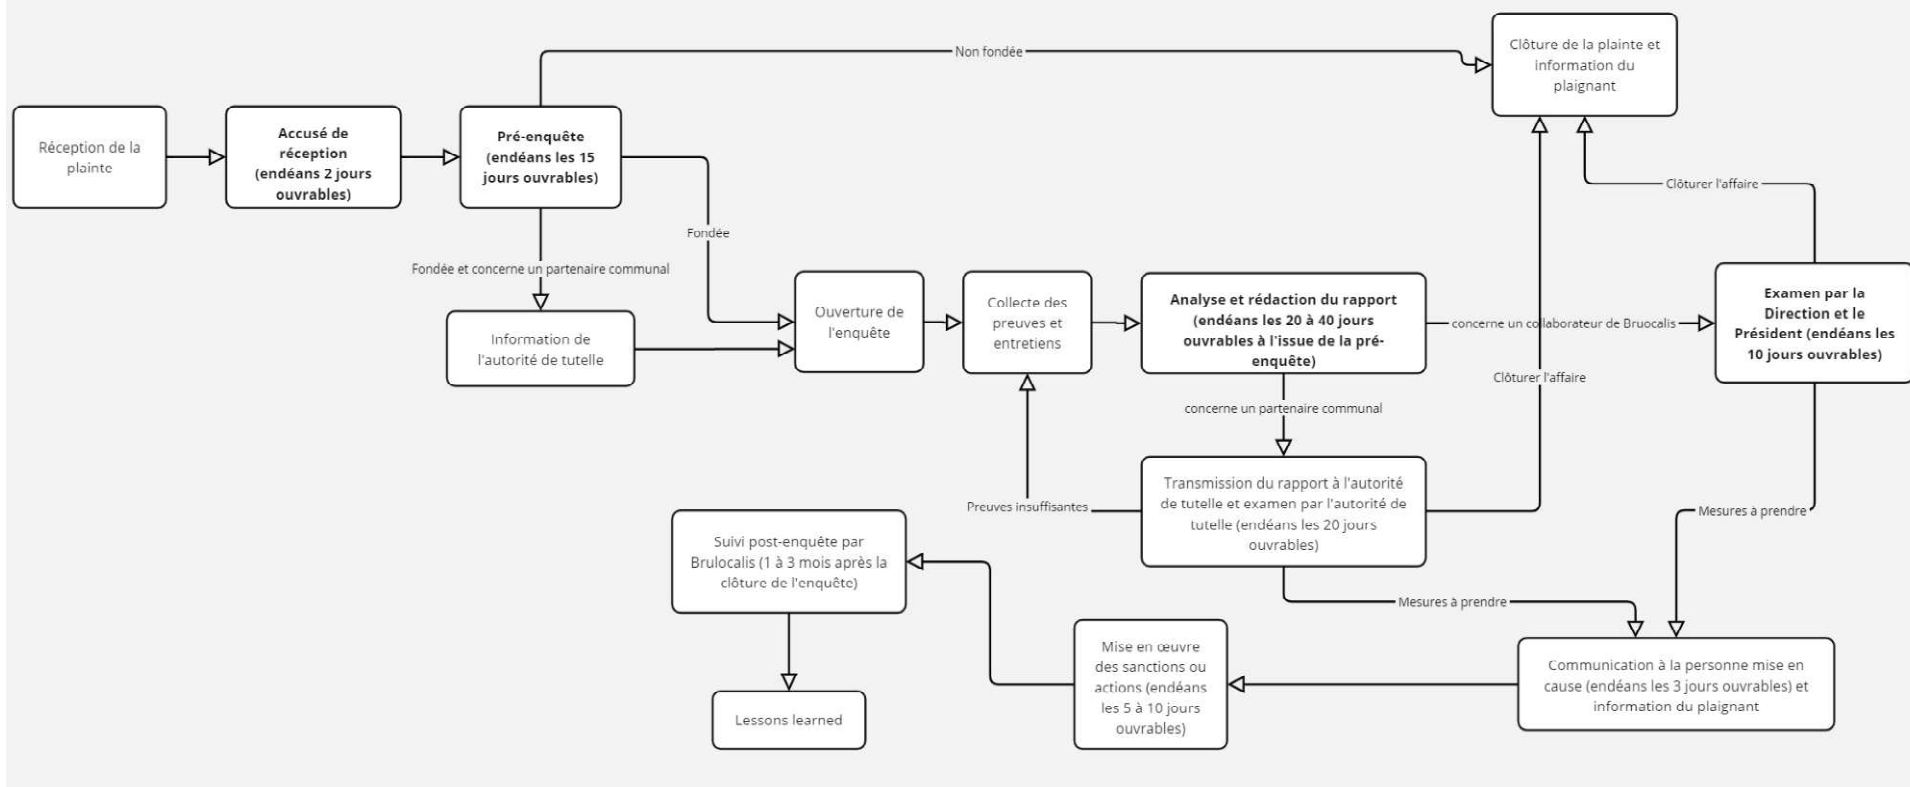 Non fondée
Clôture de la plainte et
information du
plaignant
Réception de la
plainte
Accusé de
réception
(endéans 2 jours
ouvrables)
Pré-enquête
(endéans les 15
jours ouvrables)
Clôturer l'affaire
Fondée
Fondée et concerne un partenaire communal
Information de
l'autorité de tutelle
Ouverture de
l'enquête
Collecte des
preuves et
entretiens
Analyse et rédaction du rapport
(endéans les 20 à 40 jours
ouvrables à l'issue de la pré-
enquête)
concerne un collaborateur de Bruocalis
Examen par la
Direction et le
Président (endéans les
10 jours ouvrables)
Clôturer l'affaire
concerne un partenaire communal
Preuves insuffisantes
Transmission du rapport à l'autorité
de tutelle et examen par l'autorité de
tutelle (endéans les 20 jours
ouvrables)
Mesures à prendre
Suivi post-enquête par
Brulocalis (1 à 3 mois après la
clôture de l'enquête)
Mesures à prendre
Mise en œuvre
des sanctions ou
actions (endéans
les 5 à 10 jours
ouvrables)
Communication à la personne mise en
cause (endéans les 3 jours ouvrables) et
information du plaignant
Lessons learned